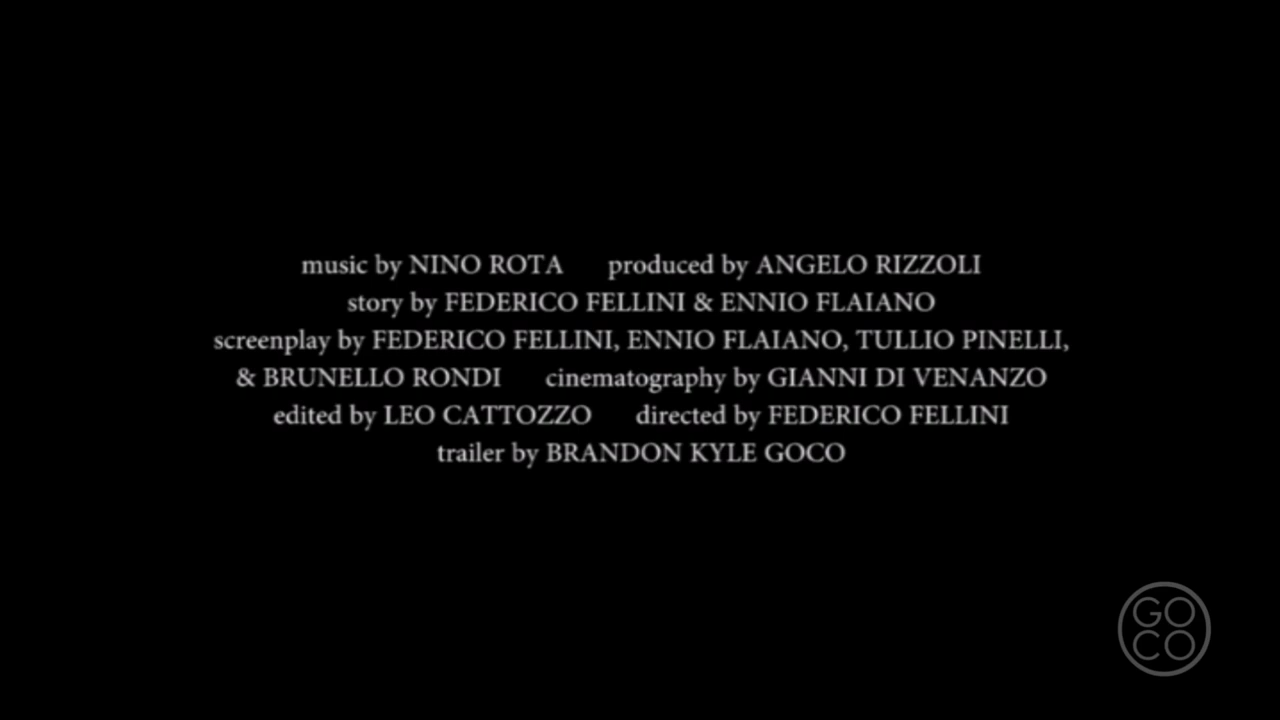 music by NINO ROTA produced by ANGELO RIZZOLI
story by FEDERICO FELLINI & ENNIO FLAIANO
screenplay by FEDERICO FELLINI, ENNIO FLAIANO, TULLIO PINELLI,
& BRUNELLO RONDI cinematography by GIANNI DI VENANZO
edited by LEO CATTOZZO directed by FEDERICO FELLINI
trailer by BRANDON KYLE GOCO
GO
CO